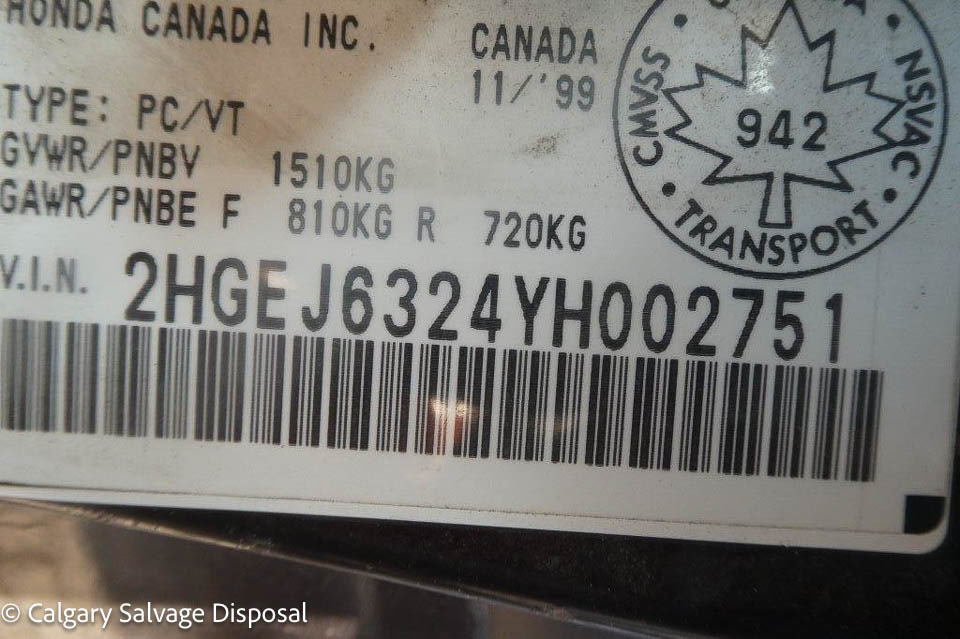 HONDA CANADA INC.
CANADA
11/'99
TYPE: PC/VT
GVWR/PNBV 1510KG
GAWR/PNBE F 810KG R 720KG
V.I.N. 2HGEJ6324YH002751
CMVSS
942
NSVAC
TRANSPORT
© Calgary Salvage Disposal